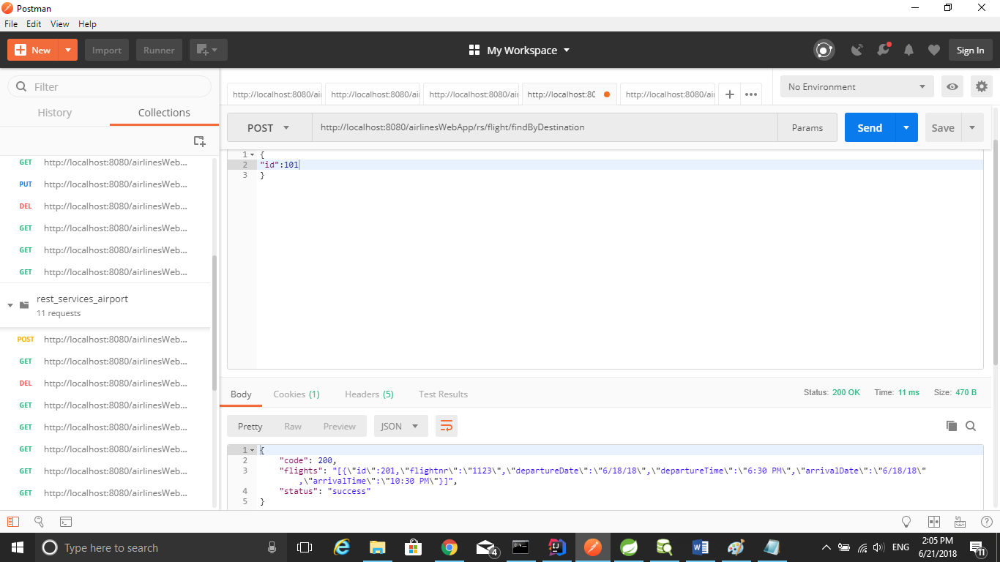 Postman
File Edit View Help
New Import Runner My Workspace Sign In
Filter
History Collections
GET http://localhost:8080/airlinesWeb...
PUT http://localhost:8080/airlinesWeb...
DEL http://localhost:8080/airlinesWeb...
GET http://localhost:8080/airlinesWeb...
GET http://localhost:8080/airlinesWeb...
GET http://localhost:8080/airlinesWeb...
rest_services_airport
11 requests
POST http://localhost:8080/airlinesWeb...
GET http://localhost:8080/airlinesWeb...
DEL http://localhost:8080/airlinesWeb...
GET http://localhost:8080/airlinesWeb...
GET http://localhost:8080/airlinesWeb...
GET http://localhost:8080/airlinesWeb...
GET http://localhost:8080/airlinesWeb...
GET http://localhost:8080/airlinesWeb...
http://localhost:8080/air http://localhost:8080/air http://localhost:8080/air http://localhost:80 http://localhost:8080/air
No Environment
POST http://localhost:8080/airlinesWebApp/rs/flight/findByDestination Params Send Save
1 {
2 "id":101
3 }
Body Cookies (1) Headers (5) Test Results Status: 200 OK Time: 11 ms Size: 470 B
Pretty Raw Preview JSON
1 {
2 "code": 200,
3 "flights": "[{\"id\":201,\"flightnr\":\"1123\",\"departureDate\":\"6/18/18\",\"departureTime\":\"6:30 PM\",\"arrivalDate\":\"6/18/18\"
,\"arrivalTime\":\"10:30 PM\"}]",
4 "status": "success"
5 }
Type here to search
4
ENG
2:05 PM
6/21/2018
11